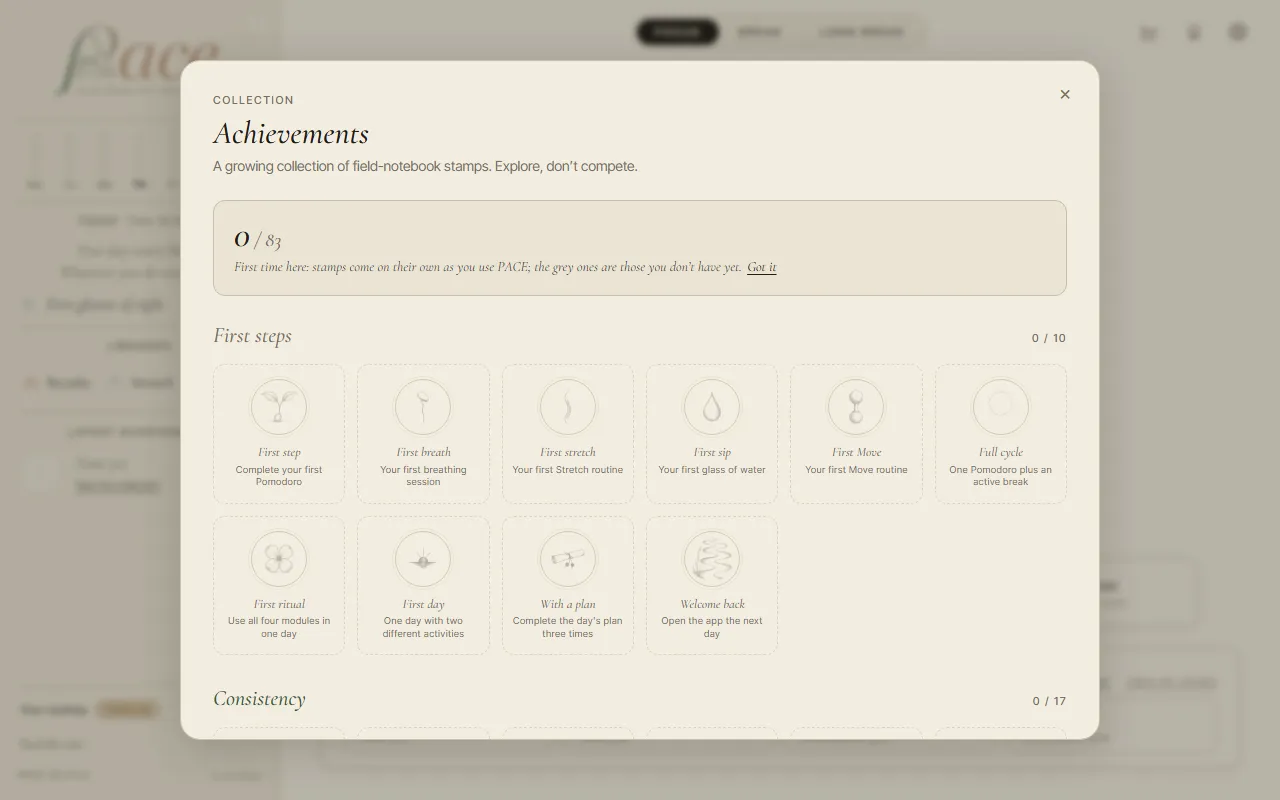 Pace
COLLECTION
×
Achievements
A growing collection of field-notebook stamps. Explore, don't compete.
0 / 83
First time here: stamps come on their own as you use PACE; the grey ones are those you don't have yet. Got it
First steps
0 / 10
First step
Complete your first
Pomodoro
First breath
Your first breathing
session
First stretch
Your first Stretch routine
First sip
Your first glass of water
First Move
Your first Move routine
Full cycle
One Pomodoro plus an
active break
First ritual
Use all four modules in
one day
First day
One day with two
different activities
With a plan
Complete the day's plan
three times
Welcome back
Open the app the next
day
Consistency
0 / 17